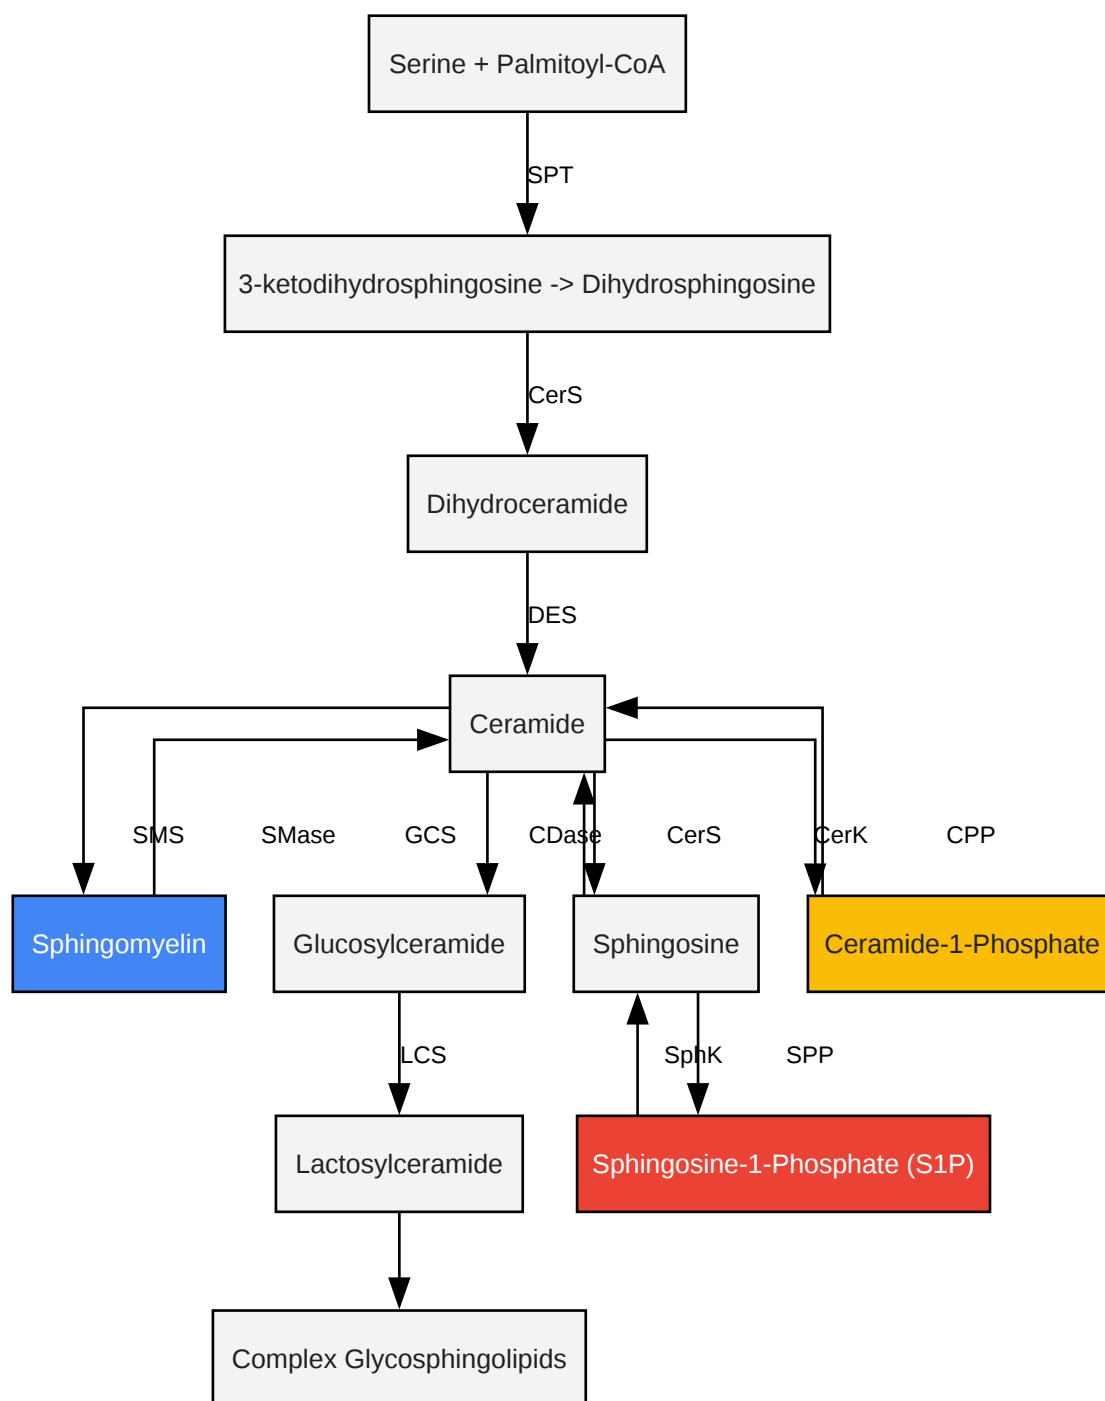 Serine + Palmitoyl-CoA
SPT
3-ketodihydrosphingosine -> Dihydrosphingosine
CerS
Dihydroceramide
DES
Ceramide
SMS
SMase
GCS
CDase
CerS
CerK
CPP
Sphingomyelin
Glucosylceramide
Sphingosine
Ceramide-1-Phosphate
LCS
SphK
SPP
Lactosylceramide
Sphingosine-1-Phosphate (S1P)
Complex Glycosphingolipids